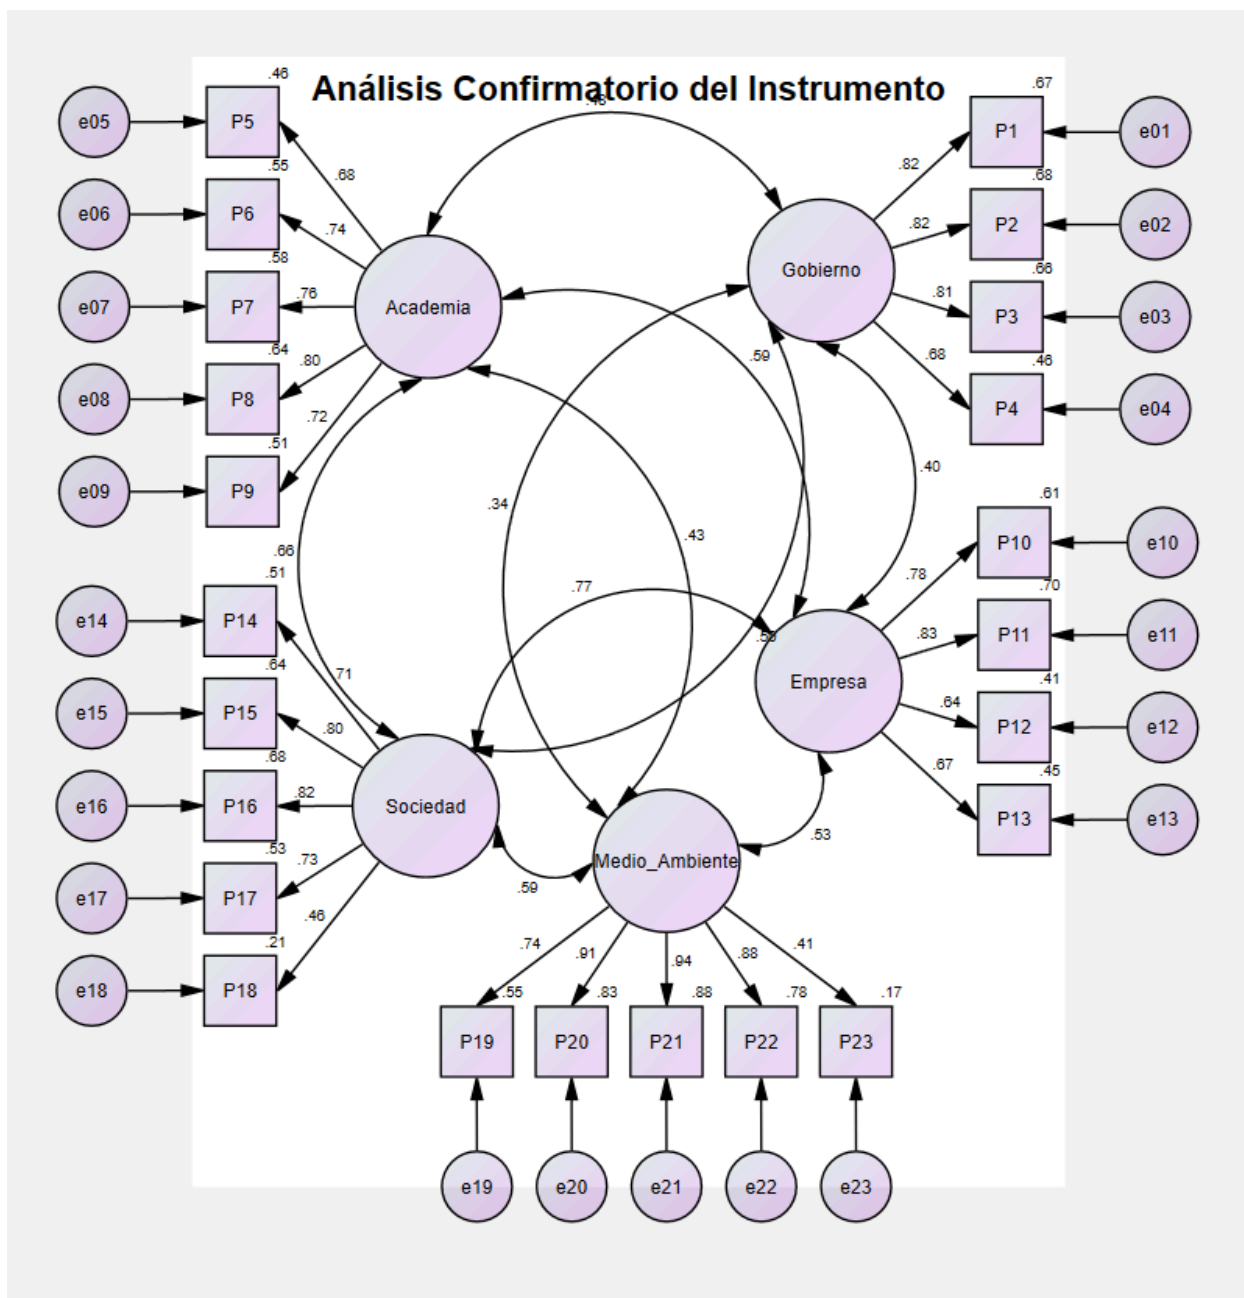 Análisis Confirmatorio del Instrumento
.46
.67
e05
P5
P1
e01
.55
.68
.82
.68
e06
P6
.74
.82
P2
e02
.58
Gobierno
.66
e07
P7
.76
Academia
.81
P3
e03
.64
.80
.59
.68
.46
e08
P8
P4
e04
.72
.51
.40
e09
P9
.34
.61
.43
P10
e10
.66
.51
.77
.78
.70
e14
P14
.83
P11
e11
.64
.71
Empresa
.41
e15
P15
.80
.64
P12
e12
.68
.67
.45
e16
P16
.82
Sociedad
P13
e13
.53
.73
.53
Medio_Ambiente
e17
P17
.59
.46
.21
.74
.91
.94
.88
.41
e18
P18
.55
.83
.88
.78
.17
P19
P20
P21
P22
P23
e19
e20
e21
e22
e23